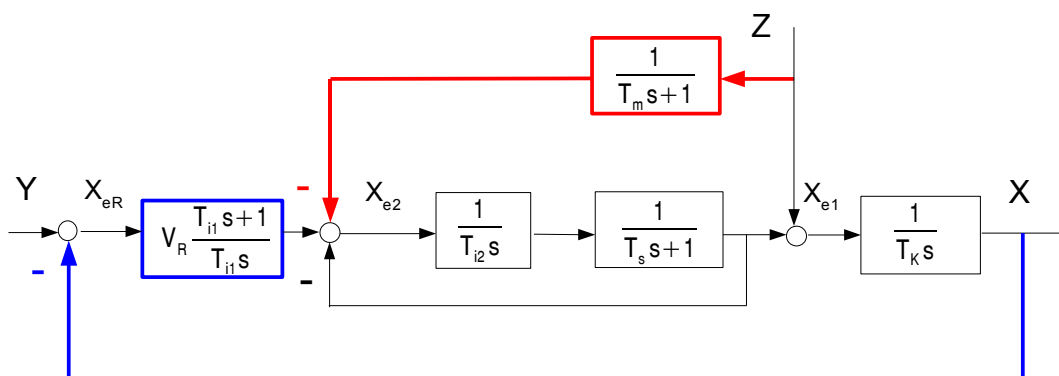 Z
1
T_m s+1
Y
X_eR
V_R
T_i1 s+1
T_i1 s
-
-
-
X_e2
1
T_i2 s
1
T_s s+1
X_e1
1
T_K s
X